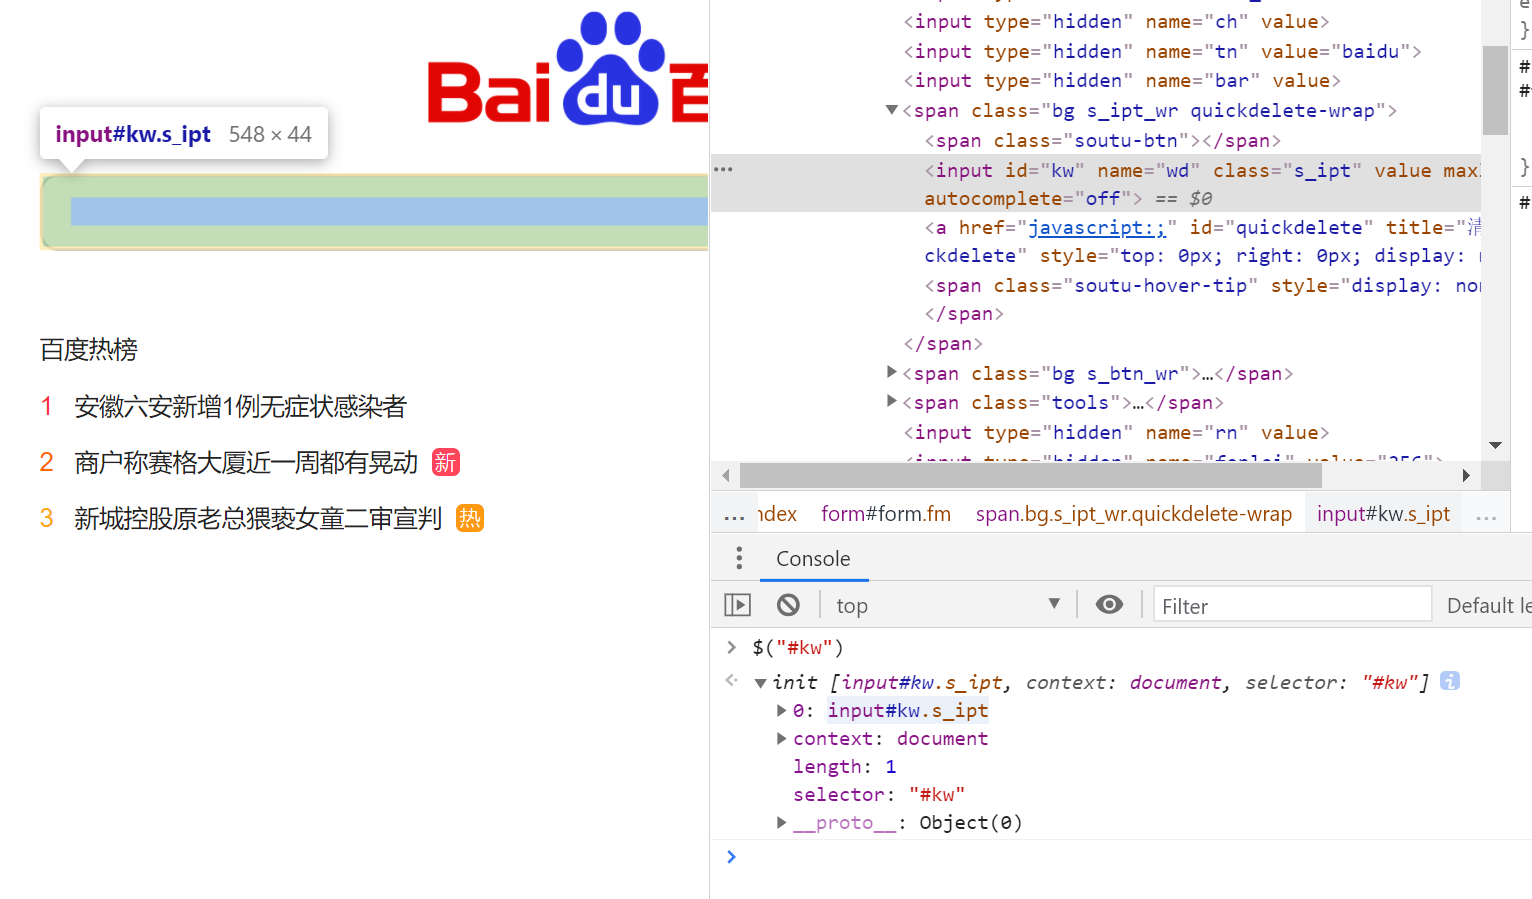 Bai du 百
input#kw.s_ipt 548 × 44
百度热榜
1 安徽六安新增1例无症状感染者
2 商户称赛格大厦近一周都有晃动 新
3 新城控股原老总猥亵女童二审宣判 热
<input type="hidden" name="ch" value>
<input type="hidden" name="tn" value="baidu">
<input type="hidden" name="bar" value>
▼<span class="bg s_ipt_wr quickdelete-wrap">
<span class="soutu-btn"></span>
<input id="kw" name="wd" class="s_ipt" value
autocomplete="off"> == $0
<a href="javascript:;" id="quickdelete" title="清
ckdelete" style="top: 0px; right: 0px; display:
<span class="soutu-hover-tip" style="display:
</span>
</span>
▶<span class="bg s_btn_wr">…</span>
▶<span class="tools">…</span>
<input type="hidden" name="rn" value>
… ndex form#form.fm span.bg.s_ipt_wr.quickdelete-wrap input#kw.s_ipt …
Console
top ▼ Filter Default le
> $("#kw")
▼init [input#kw.s_ipt, context: document, selector: "#kw"] i
▶0: input#kw.s_ipt
▶context: document
length: 1
selector: "#kw"
▶__proto__: Object(0)
>
}
#
#
}
#